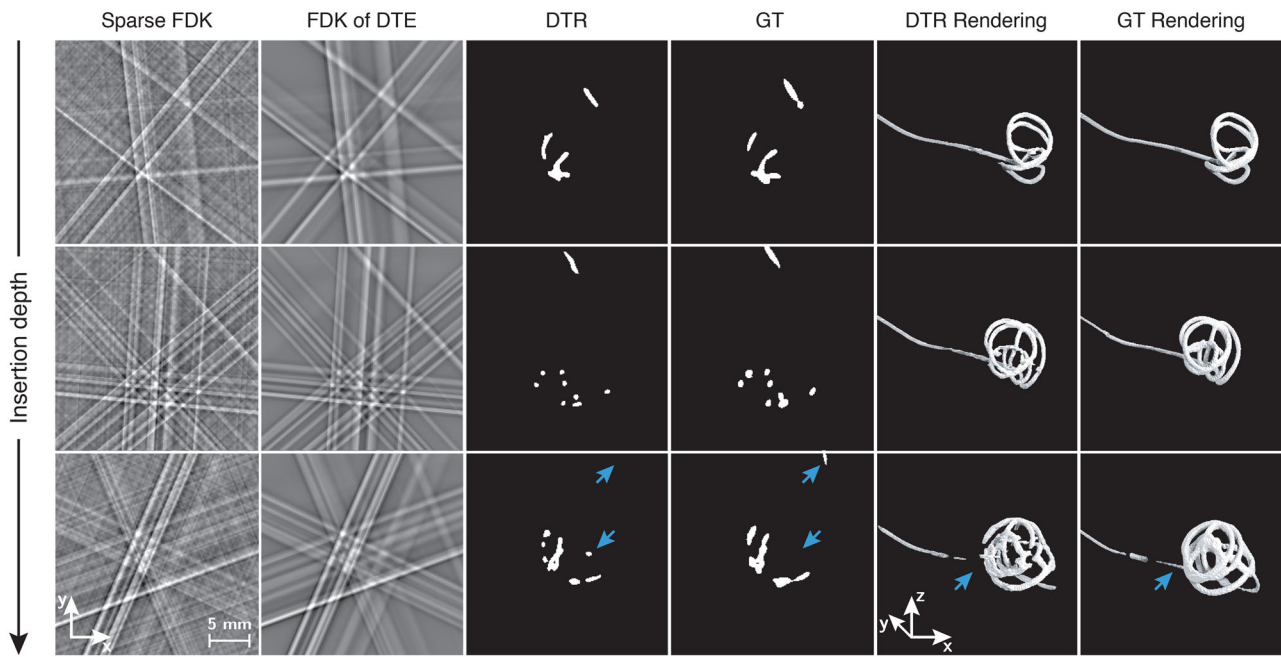 Sparse FDK
FDK of DTE
DTR
GT
DTR Rendering
GT Rendering
Insertion depth
y
x
5 mm
z
y
x